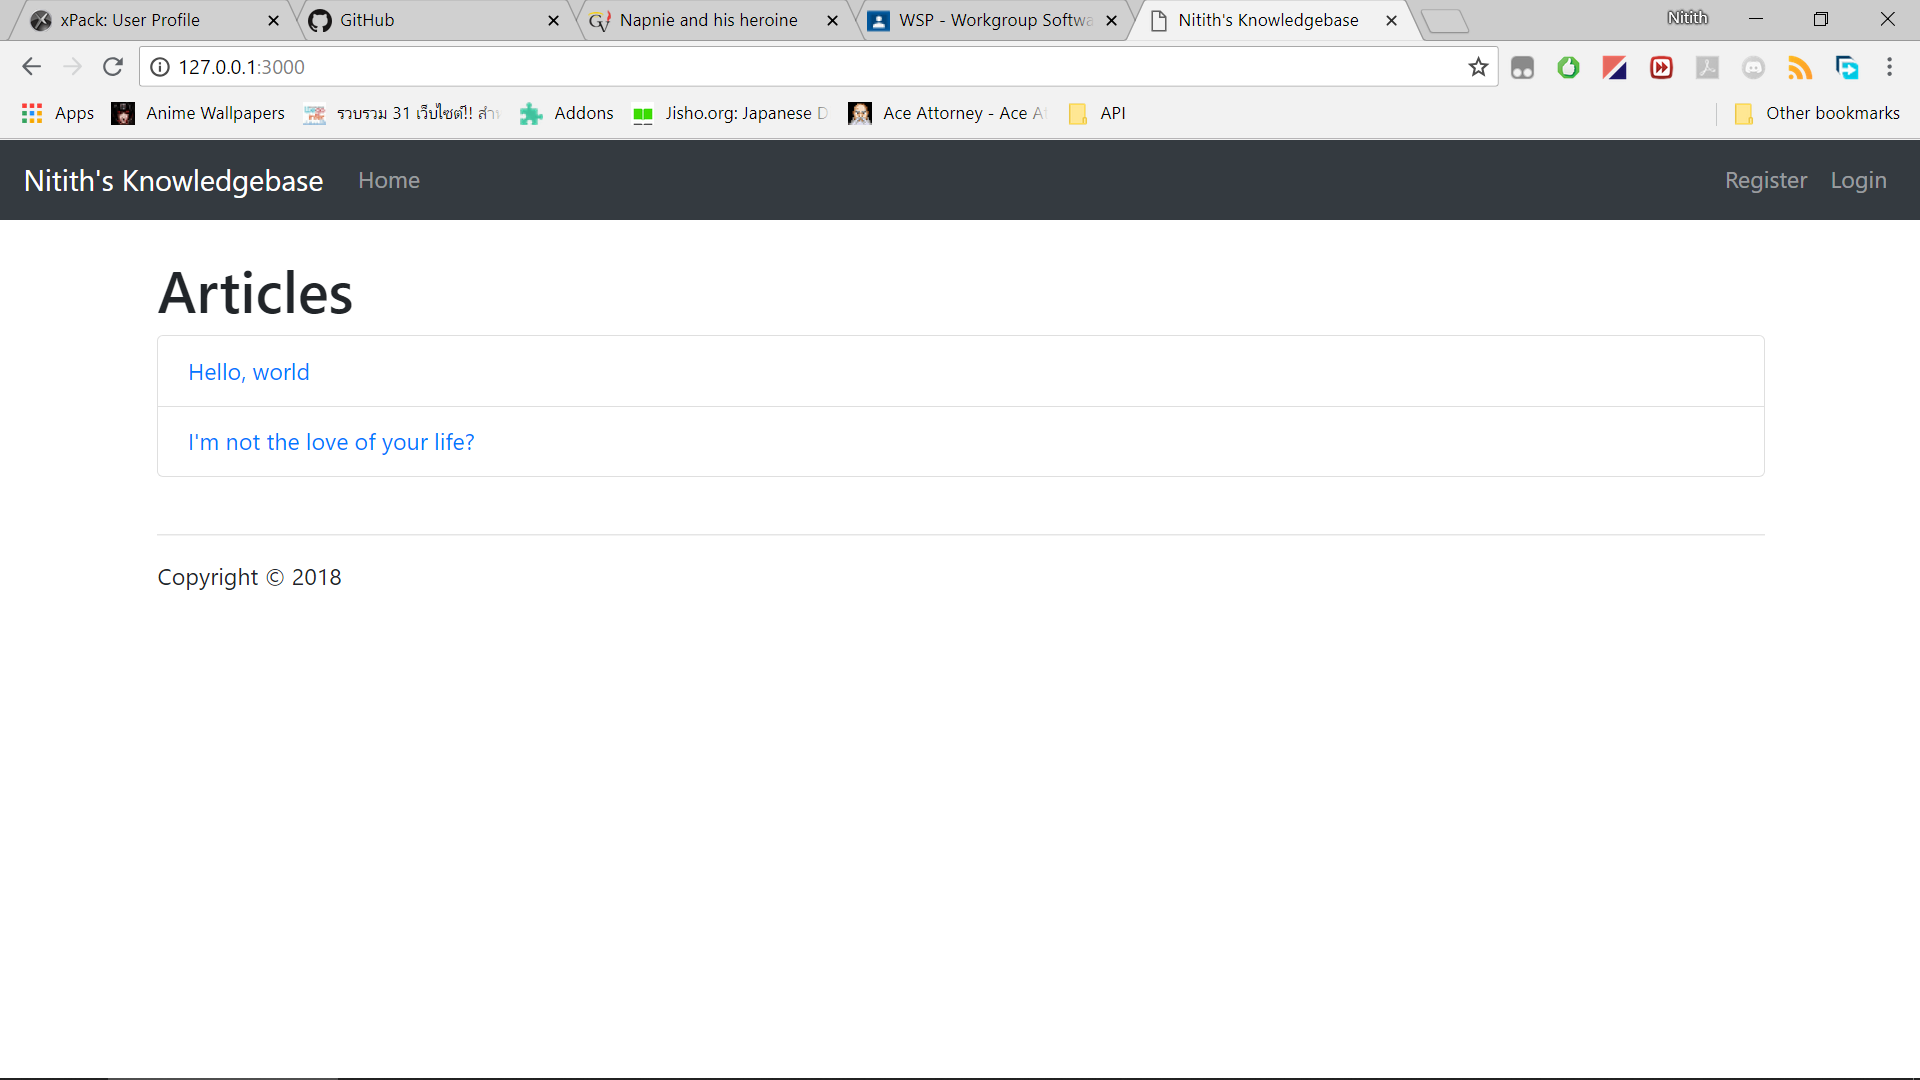 xPack: User Profile
GitHub
Napnie and his heroine
WSP - Workgroup Softwa
Nitith's Knowledgebase
Nitith
127.0.0.1:3000
Apps
Anime Wallpapers
รวบรวม 31 เว็บไซต์!! สำห
Addons
Jisho.org: Japanese D
Ace Attorney - Ace At
API
Other bookmarks
Nitith's Knowledgebase
Home
Register
Login
Articles
Hello, world
I'm not the love of your life?
Copyright © 2018